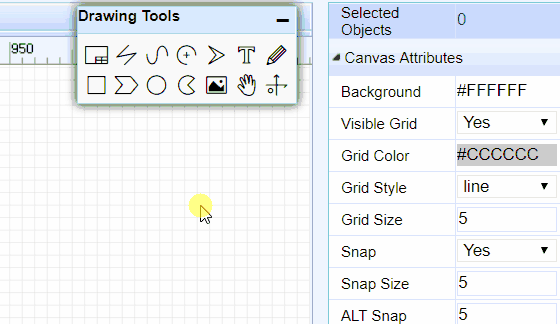 Drawing Tools
950
Selected
Objects 0
Canvas Attributes
Background #FFFFFF
Visible Grid Yes
Grid Color #CCCCCC
Grid Style line
Grid Size 5
Snap Yes
Snap Size 5
ALT Snap 5